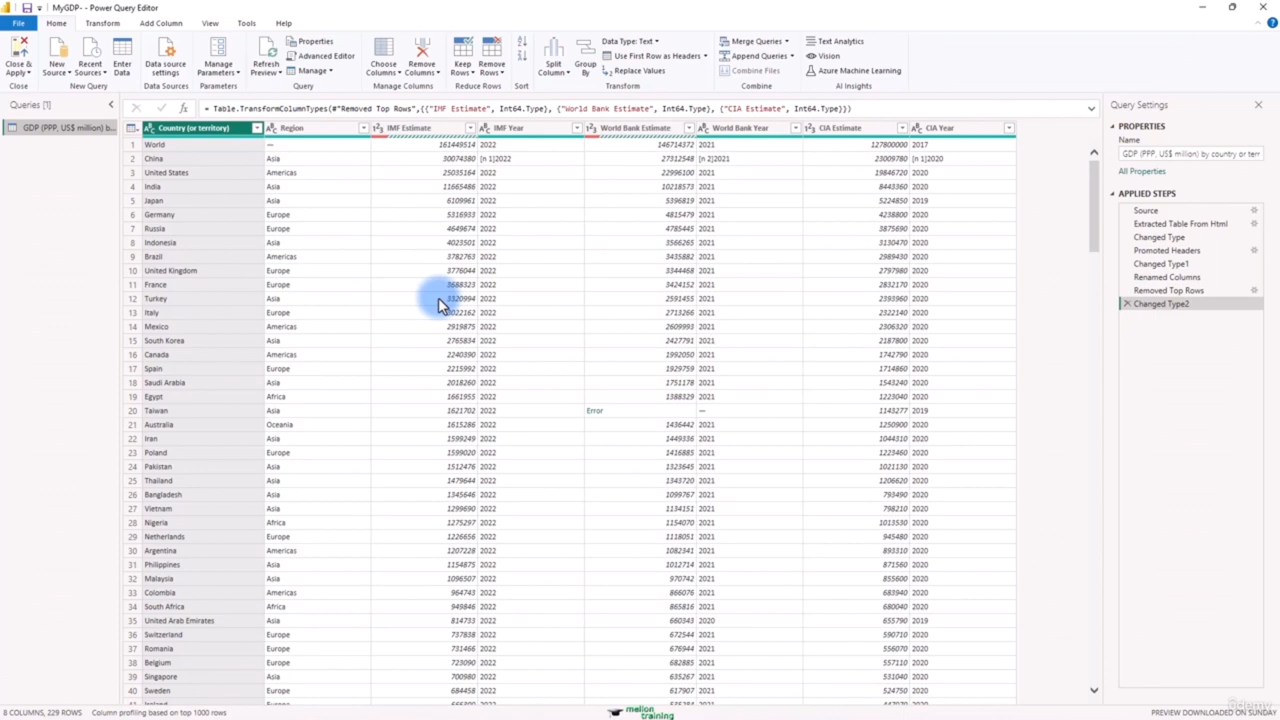 MyGDP- - Power Query Editor
File Home Transform Add Column View Tools Help
Close & Apply
New Source
Recent Sources
Enter Data
Data source settings
Manage Parameters
Refresh Preview
Properties
Advanced Editor
Manage
Choose Columns
Remove Columns
Keep Rows
Remove Rows
Split Column
Group By
Data Type: Text
Use First Row as Headers
Replace Values
Merge Queries
Append Queries
Combine Files
Text Analytics
Vision
Azure Machine Learning
Close New Query Data Sources Parameters Query Manage Columns Reduce Rows Sort Transform Combine AI Insights
Queries [1]
GDP (PPP, US$ million) b...
= Table.TransformColumnTypes(#"Removed Top Rows",{{"IMF Estimate", Int64.Type}, {"World Bank Estimate", Int64.Type}, {"CIA Estimate", Int64.Type}})
Country (or territory) Region IMF Estimate IMF Year World Bank Estimate World Bank Year CIA Estimate CIA Year
1 World — 161449514 2022 146714372 2021 127800000 2017
2 China Asia 30074380 [n 1]2022 27312548 [n 2]2021 23009780 [n 1]2020
3 United States Americas 25035164 2022 22996100 2021 19846720 2020
4 India Asia 11665486 2022 10218573 2021 8443360 2020
5 Japan Asia 6109961 2022 5396819 2021 5224850 2019
6 Germany Europe 5316933 2022 4815479 2021 4238800 2020
7 Russia Europe 4649674 2022 4785445 2021 3875690 2020
8 Indonesia Asia 4023501 2022 3566265 2021 3130470 2020
9 Brazil Americas 3782763 2022 3435882 2021 2989430 2020
10 United Kingdom Europe 3776044 2022 3344468 2021 2797980 2020
11 France Europe 3688323 2022 3424152 2021 2832170 2020
12 Turkey Asia 3320994 2022 2591455 2021 2393960 2020
13 Italy Europe 3022162 2022 2713266 2021 2322140 2020
14 Mexico Americas 2919875 2022 2609993 2021 2306320 2020
15 South Korea Asia 2765834 2022 2427791 2021 2187800 2020
16 Canada Americas 2240390 2022 1992050 2021 1742790 2020
17 Spain Europe 2215992 2022 1929759 2021 1714860 2020
18 Saudi Arabia Asia 2018260 2022 1751178 2021 1543240 2020
19 Egypt Africa 1661955 2022 1388329 2021 1223040 2020
20 Taiwan Asia 1621702 2022 Error — 1143277 2019
21 Australia Oceania 1615286 2022 1436442 2021 1250900 2020
22 Iran Asia 1599249 2022 1449336 2021 1044310 2020
23 Poland Europe 1599020 2022 1416885 2021 1223460 2020
24 Pakistan Asia 1512476 2022 1323645 2021 1021130 2020
25 Thailand Asia 1479644 2022 1343720 2021 1206620 2020
26 Bangladesh Asia 1345646 2022 1099767 2021 793490 2020
27 Vietnam Asia 1299690 2022 1134151 2021 798210 2020
28 Nigeria Africa 1275297 2022 1154070 2021 1013530 2020
29 Netherlands Europe 1226656 2022 1118051 2021 945480 2020
30 Argentina Americas 1207228 2022 1082341 2021 893310 2020
31 Philippines Asia 1154875 2022 1012714 2021 871560 2020
32 Malaysia Asia 1096507 2022 970742 2021 855600 2020
33 Colombia Americas 964743 2022 866076 2021 683940 2020
34 South Africa Africa 949846 2022 865816 2021 680040 2020
35 United Arab Emirates Asia 814733 2022 660343 2020 655790 2019
36 Switzerland Europe 737838 2022 672544 2021 590710 2020
37 Romania Europe 731466 2022 676944 2021 556070 2020
38 Belgium Europe 723090 2022 682885 2021 557110 2020
39 Singapore Asia 700980 2022 635267 2021 531040 2020
40 Sweden Europe 684458 2022 617907 2021 524750 2020
Query Settings
PROPERTIES
Name
GDP (PPP, US$ million) by country or terr
All Properties
APPLIED STEPS
Source
Extracted Table From Html
Changed Type
Promoted Headers
Changed Type1
Renamed Columns
Removed Top Rows
Changed Type2
8 COLUMNS, 229 ROWS Column profiling based on top 1000 rows
PREVIEW DOWNLOADED ON SUNDAY
melion training
ûdemy